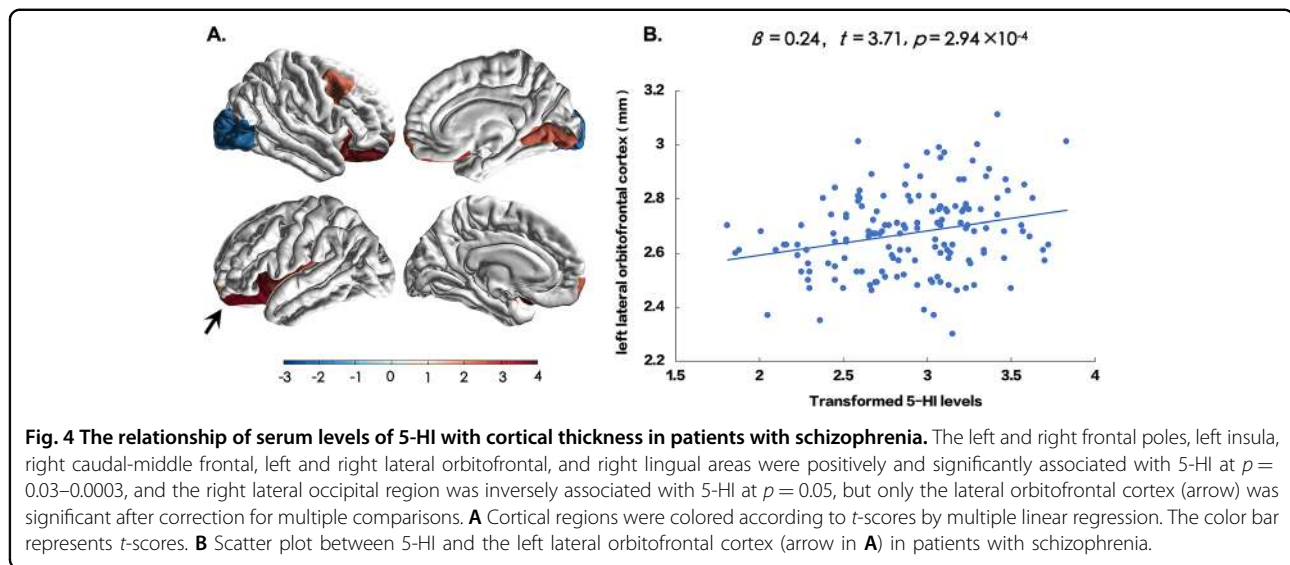 A.
B.
ß = 0.24, t = 3.71, p = 2.94 ×10-4
left lateral orbitofrontal cortex (mm)
3.2
3
2.8
2.6
2.4
2.2
1.5 2 2.5 3 3.5 4
Transformed 5-HI levels
-3 -2 -1 0 1 2 3 4
Fig. 4 The relationship of serum levels of 5-HI with cortical thickness in patients with schizophrenia. The left and right frontal poles, left insula,
right caudal-middle frontal, left and right lateral orbitofrontal, and right lingual areas were positively and significantly associated with 5-HI at p =
0.03–0.0003, and the right lateral occipital region was inversely associated with 5-HI at p = 0.05, but only the lateral orbitofrontal cortex (arrow) was
significant after correction for multiple comparisons. A Cortical regions were colored according to t-scores by multiple linear regression. The color bar
represents t-scores. B Scatter plot between 5-HI and the left lateral orbitofrontal cortex (arrow in A) in patients with schizophrenia.